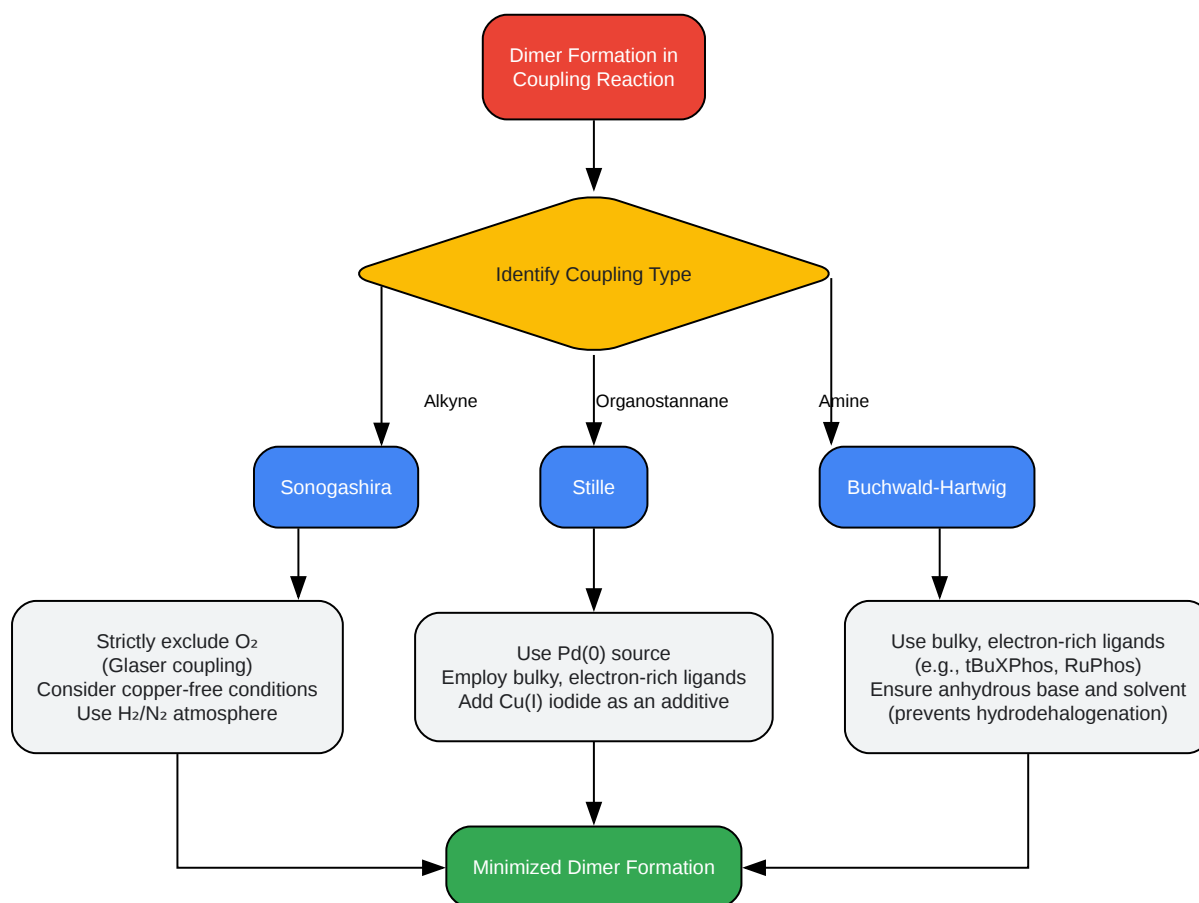 Dimer Formation in
Coupling Reaction
Identify Coupling Type
Alkyne
Organostannane
Amine
Sonogashira
Stille
Buchwald-Hartwig
Strictly exclude O₂
(Glaser coupling)
Consider copper-free conditions
Use H₂/N₂ atmosphere
Use Pd(0) source
Employ bulky, electron-rich ligands
Add Cu(I) iodide as an additive
Use bulky, electron-rich ligands
(e.g., tBuXPhos, RuPhos)
Ensure anhydrous base and solvent
(prevents hydrodehalogenation)
Minimized Dimer Formation